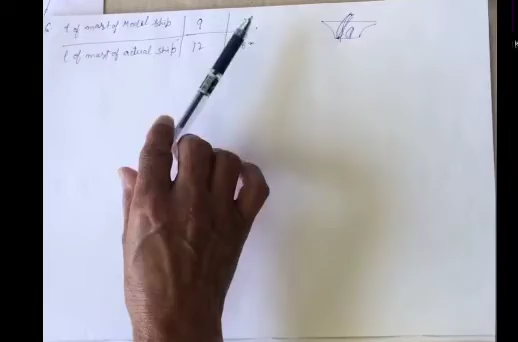 6. l of mast of Model ship | 9 |
l of mast of actual ship | 12 |